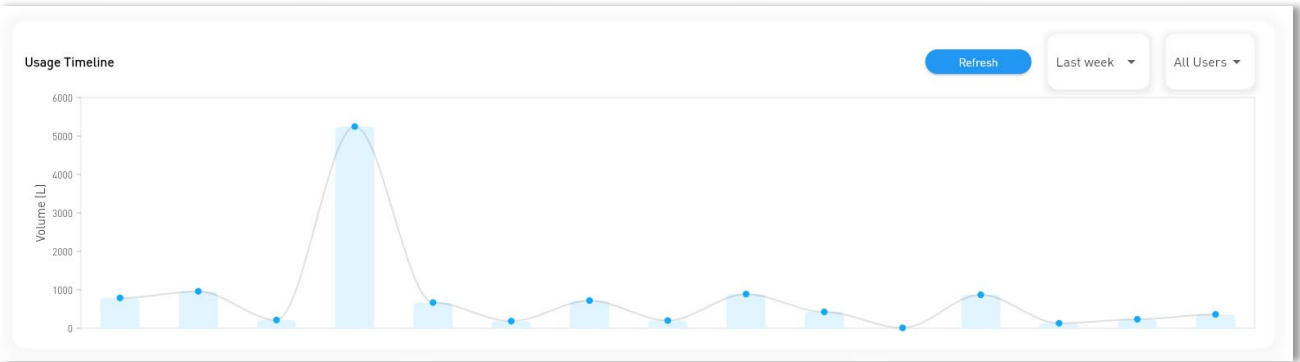 Usage Timeline
Refresh
Last week
All Users
6000
5000
4000
3000
2000
1000
0
Volume (L)